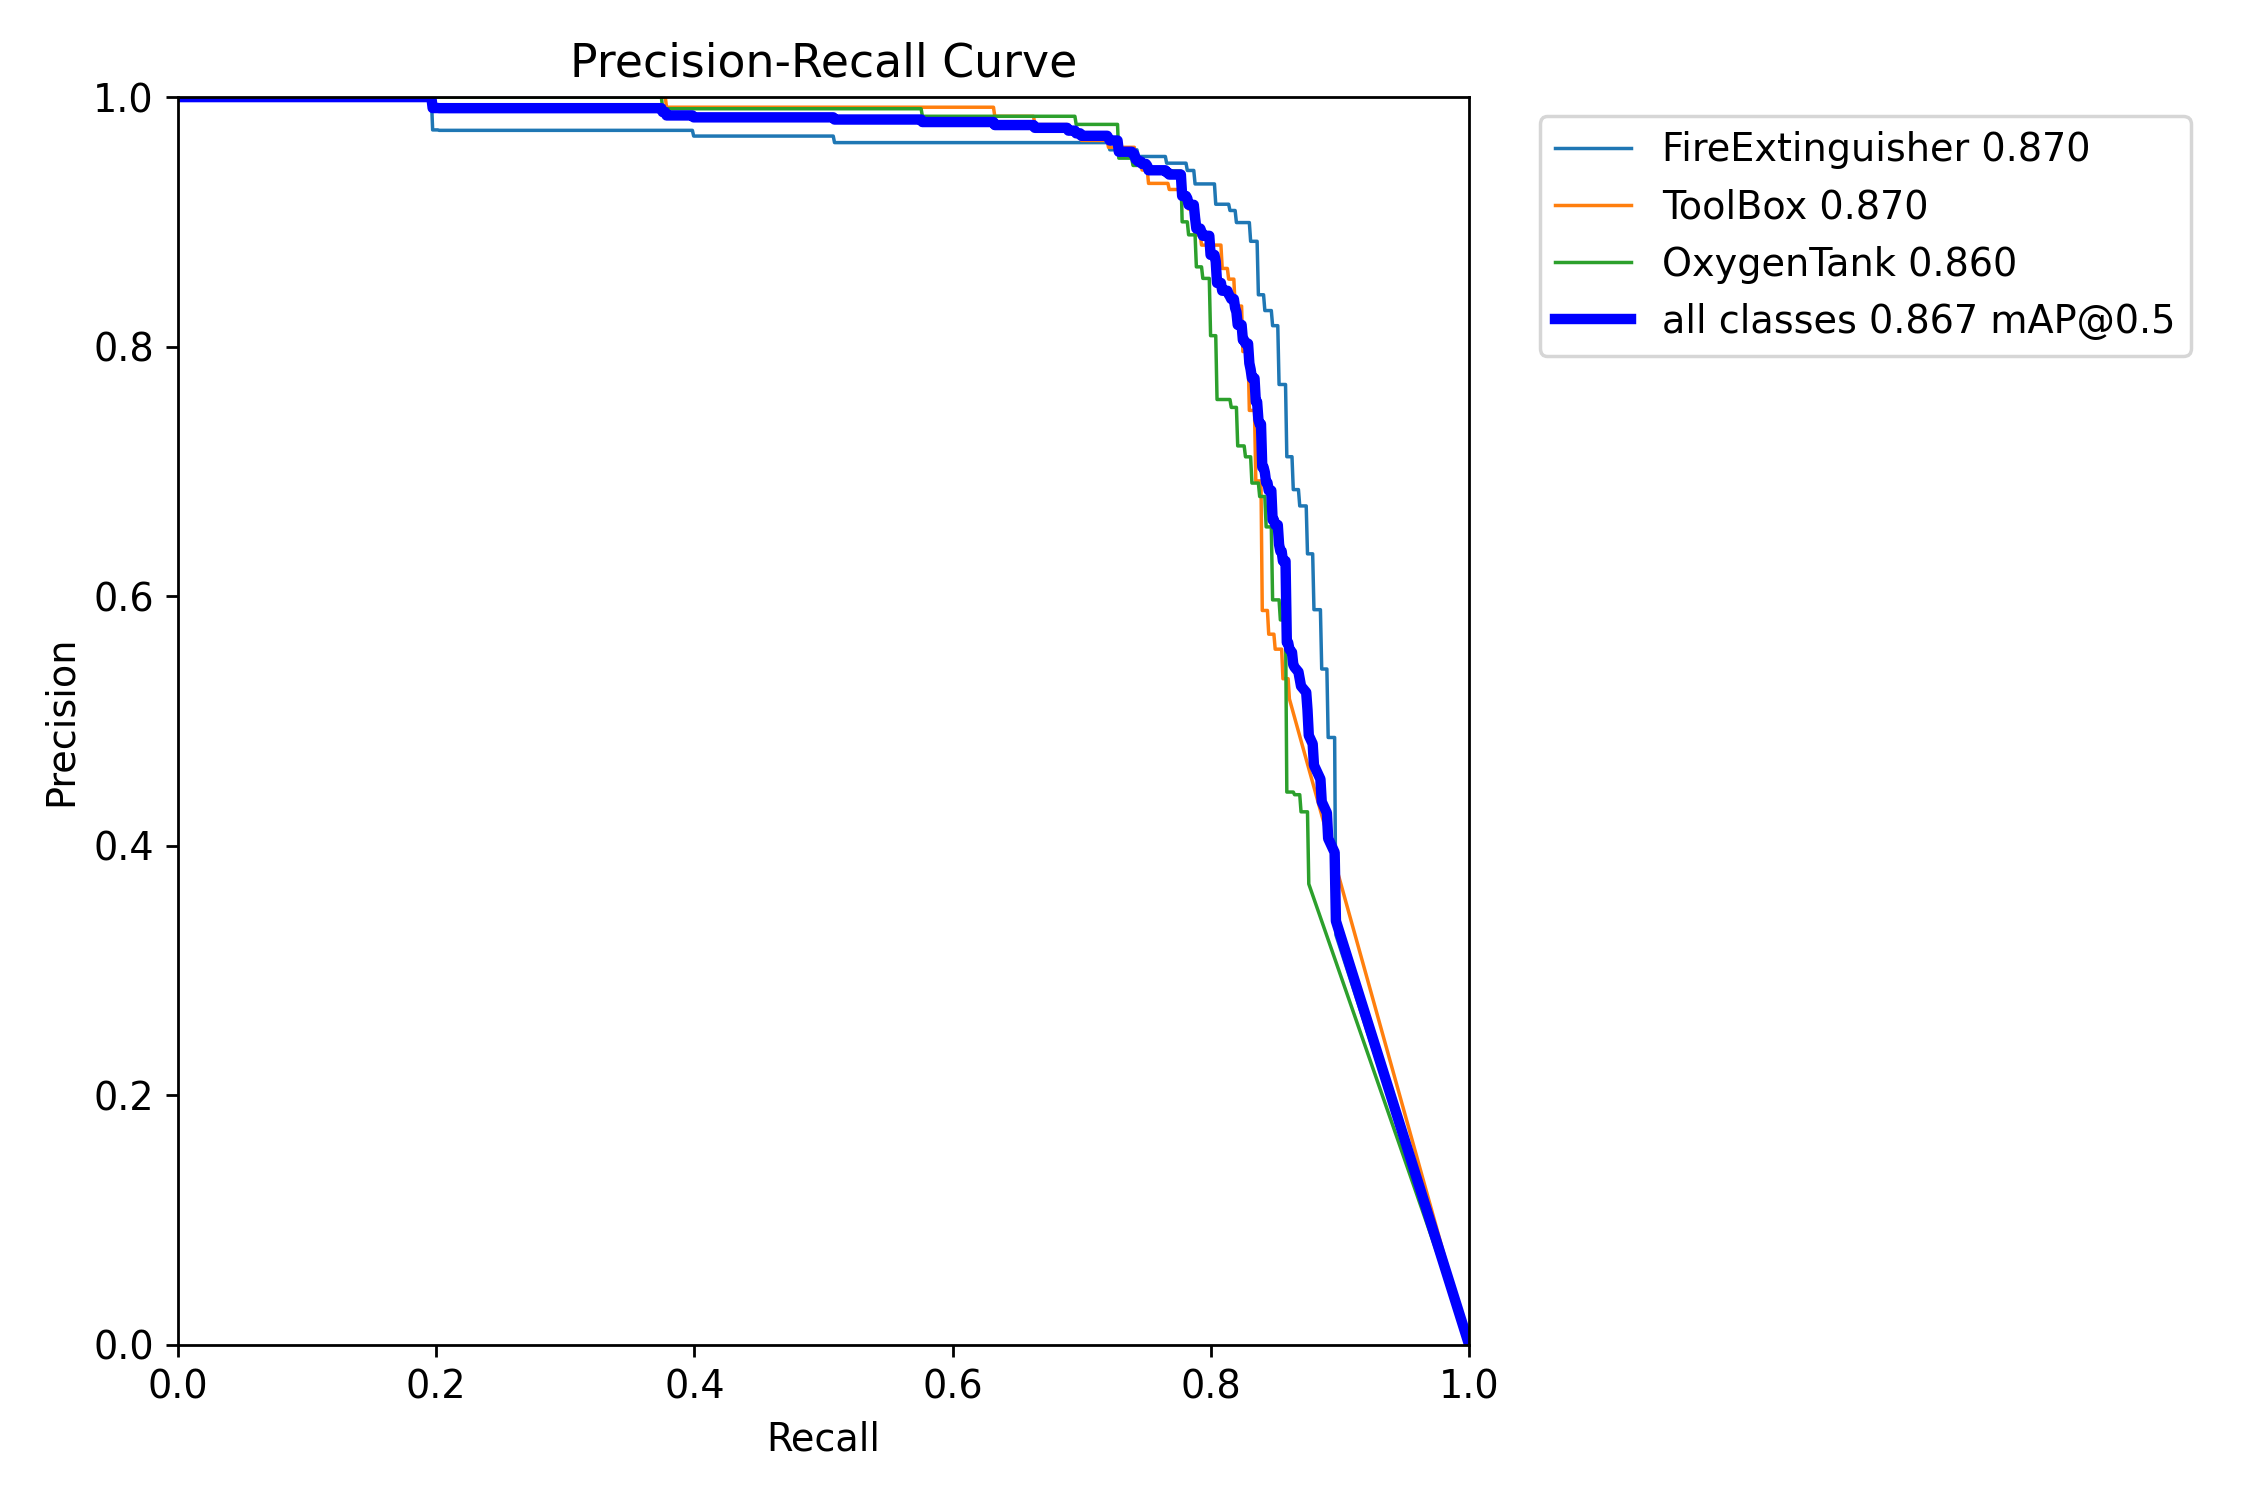 Precision-Recall Curve
1.0
0.8
0.6
0.4
0.2
0.0
Precision
0.0 0.2 0.4 0.6 0.8 1.0
Recall
FireExtinguisher 0.870
ToolBox 0.870
OxygenTank 0.860
all classes 0.867 mAP@0.5